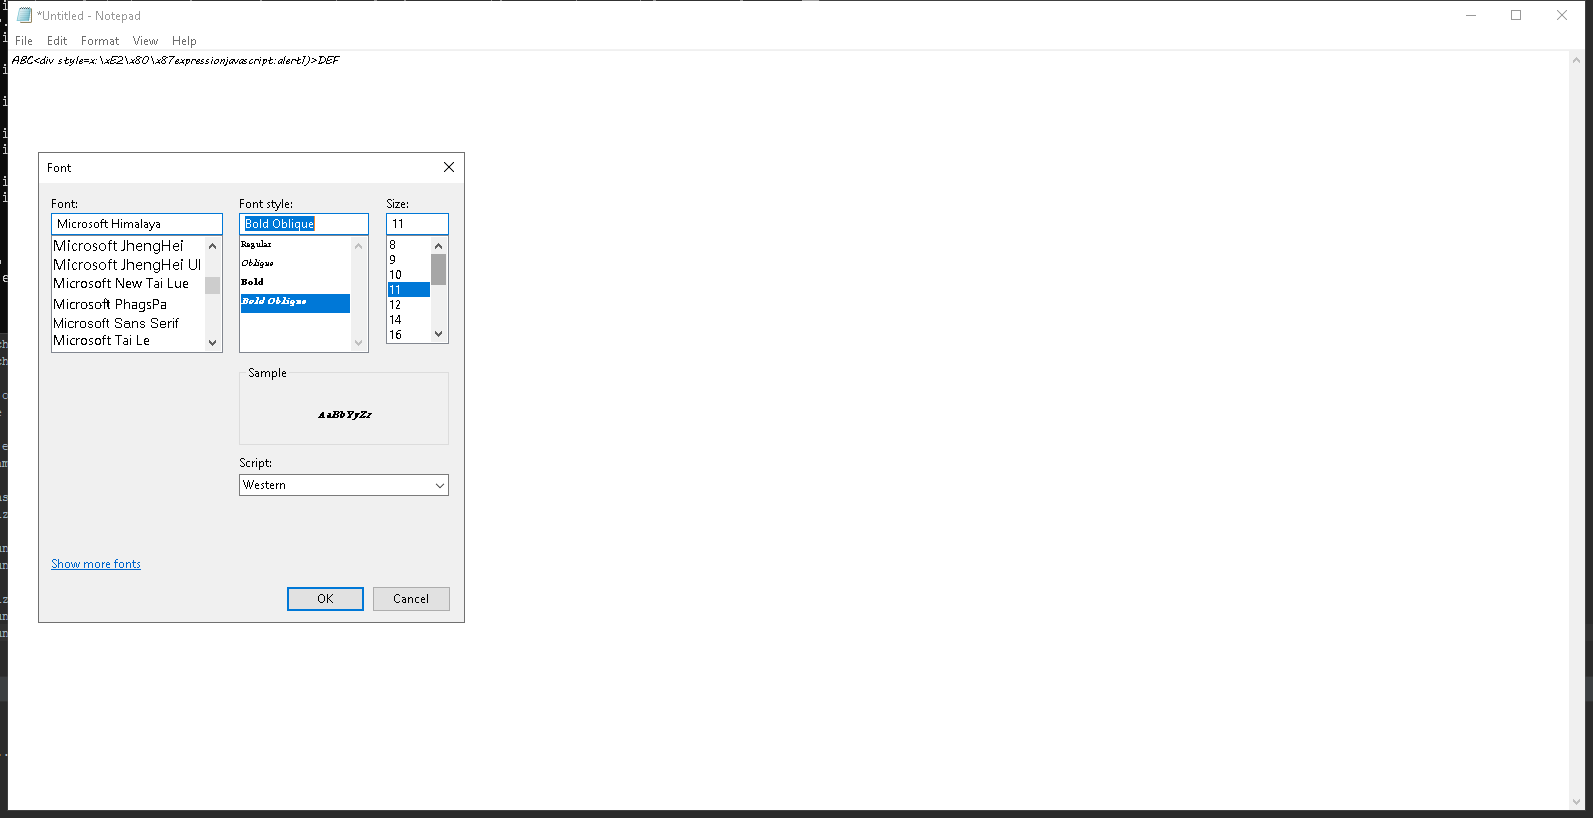 *Untitled - Notepad
File Edit Format View Help
ABC<div style=x:\xE2\x80\x87expressionjavascript:alert1)>DEF
Font
Font: Font style: Size:
Microsoft Himalaya Bold Oblique 11
Microsoft JhengHei
Microsoft JhengHei UI
Microsoft New Tai Lue
Microsoft PhagsPa
Microsoft Sans Serif
Microsoft Tai Le
Regular
Oblique
Bold
Bold Oblique
8
9
10
11
12
14
16
Sample
AaBbYyZz
Script:
Western
Show more fonts
OK Cancel